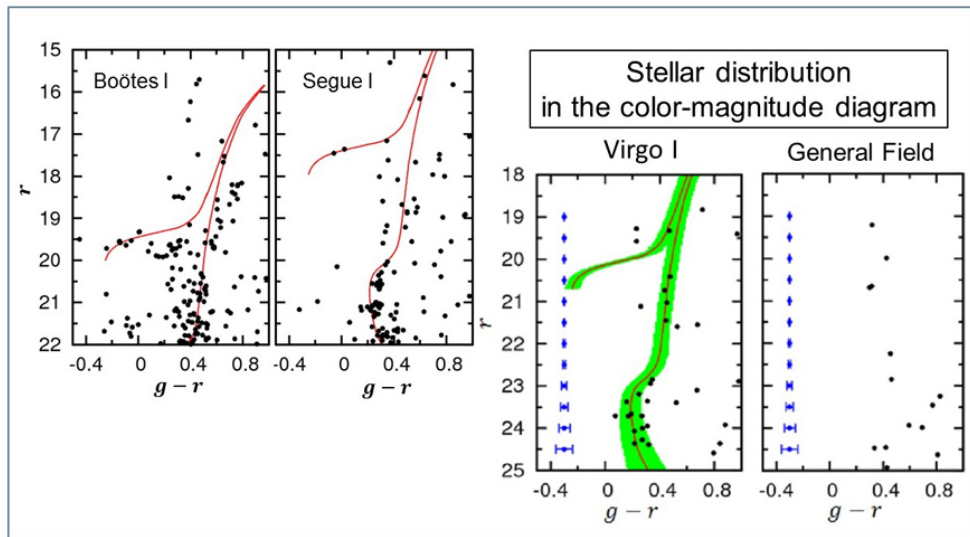 Boötes I
Segue I
15
16
17
18
19
20
21
22
r
-0.4 0 0.4 0.8
g − r
-0.4 0 0.4 0.8
g − r
Stellar distribution
in the color-magnitude diagram
Virgo I
General Field
18
19
20
21
22
23
24
25
r
-0.4 0 0.4 0.8
g − r
-0.4 0 0.4 0.8
g − r